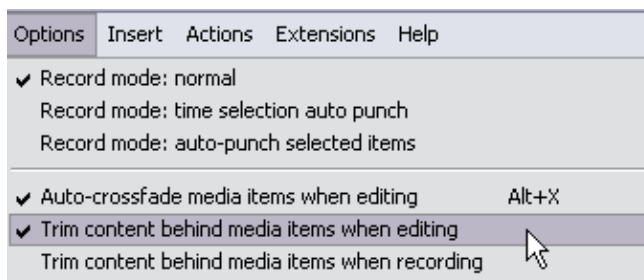 Options Insert Actions Extensions Help
Record mode: normal
Record mode: time selection auto punch
Record mode: auto-punch selected items
Auto-crossfade media items when editing Alt+X
Trim content behind media items when editing
Trim content behind media items when recording